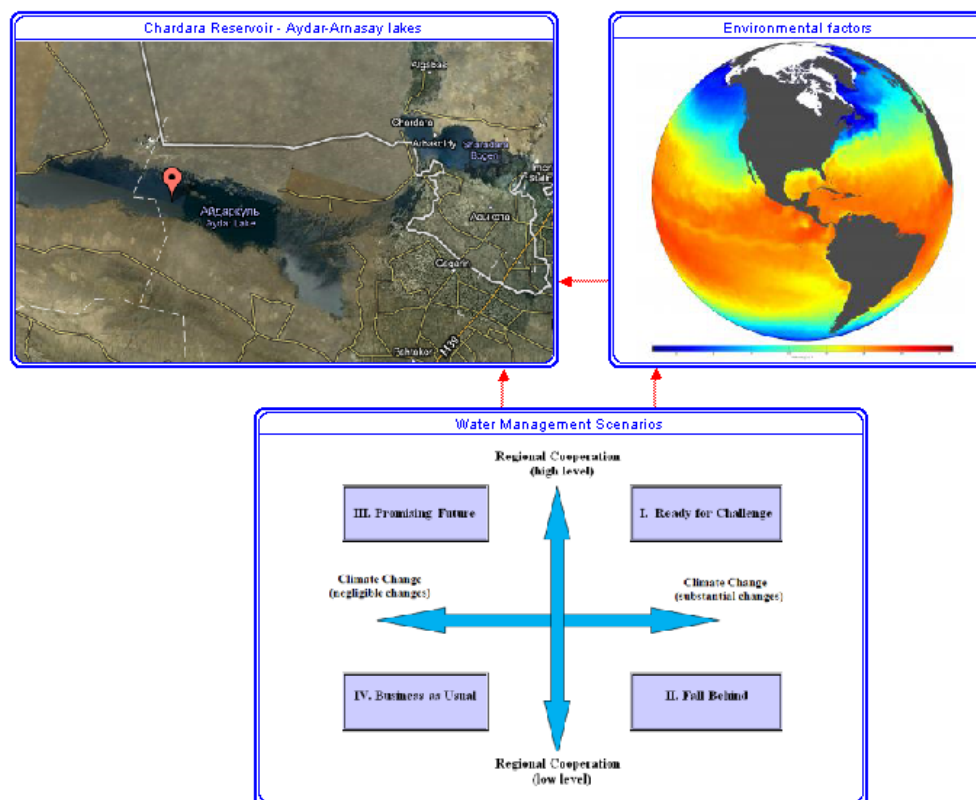 Chardara Reservoir - Aydar-Arnasay lakes
Chardara
Айдаркуль
Aydar Lake
Gagarin
M39
Environmental factors
Water Management Scenarios
Regional Cooperation
(high level)
III. Promising Future
I. Ready for Challenge
Climate Change
(negligible changes)
Climate Change
(substantial changes)
IV. Business as Usual
II. Fall Behind
Regional Cooperation
(low level)